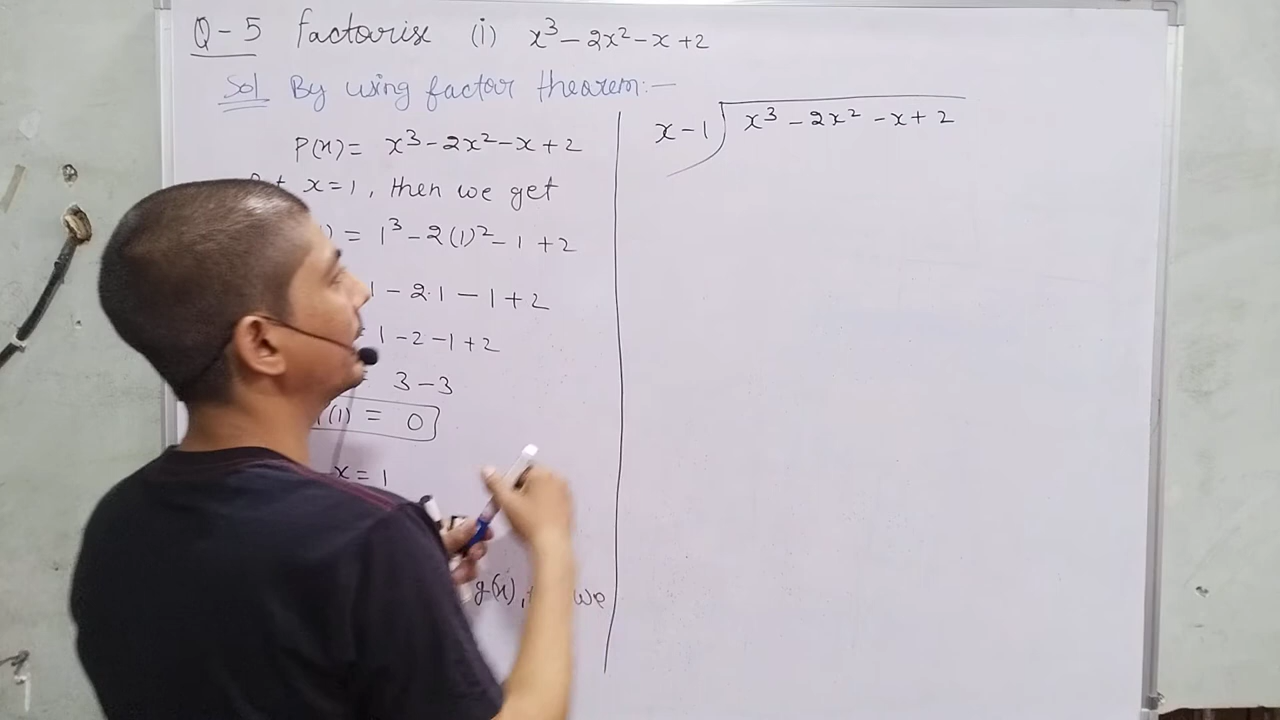 Q-5 Factorise (i) x³-2x²-x+2
Sol By using factor thearem:-
P(x)= x³-2x²-x+2
x=1, then we get
= 1³-2(1)²-1+2
1-2·1-1+2
1-2-1+2
3-3
(1) = 0
x=1
g(x), we
x-1) x³-2x²-x+2